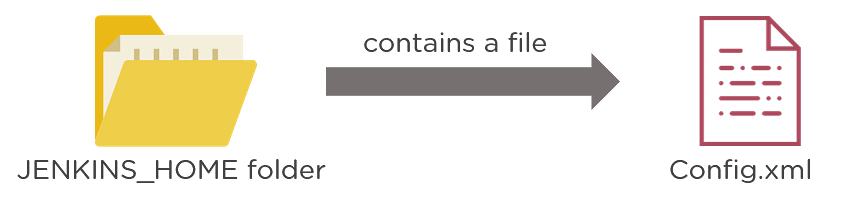 contains a file
JENKINS_HOME folder
Config.xml